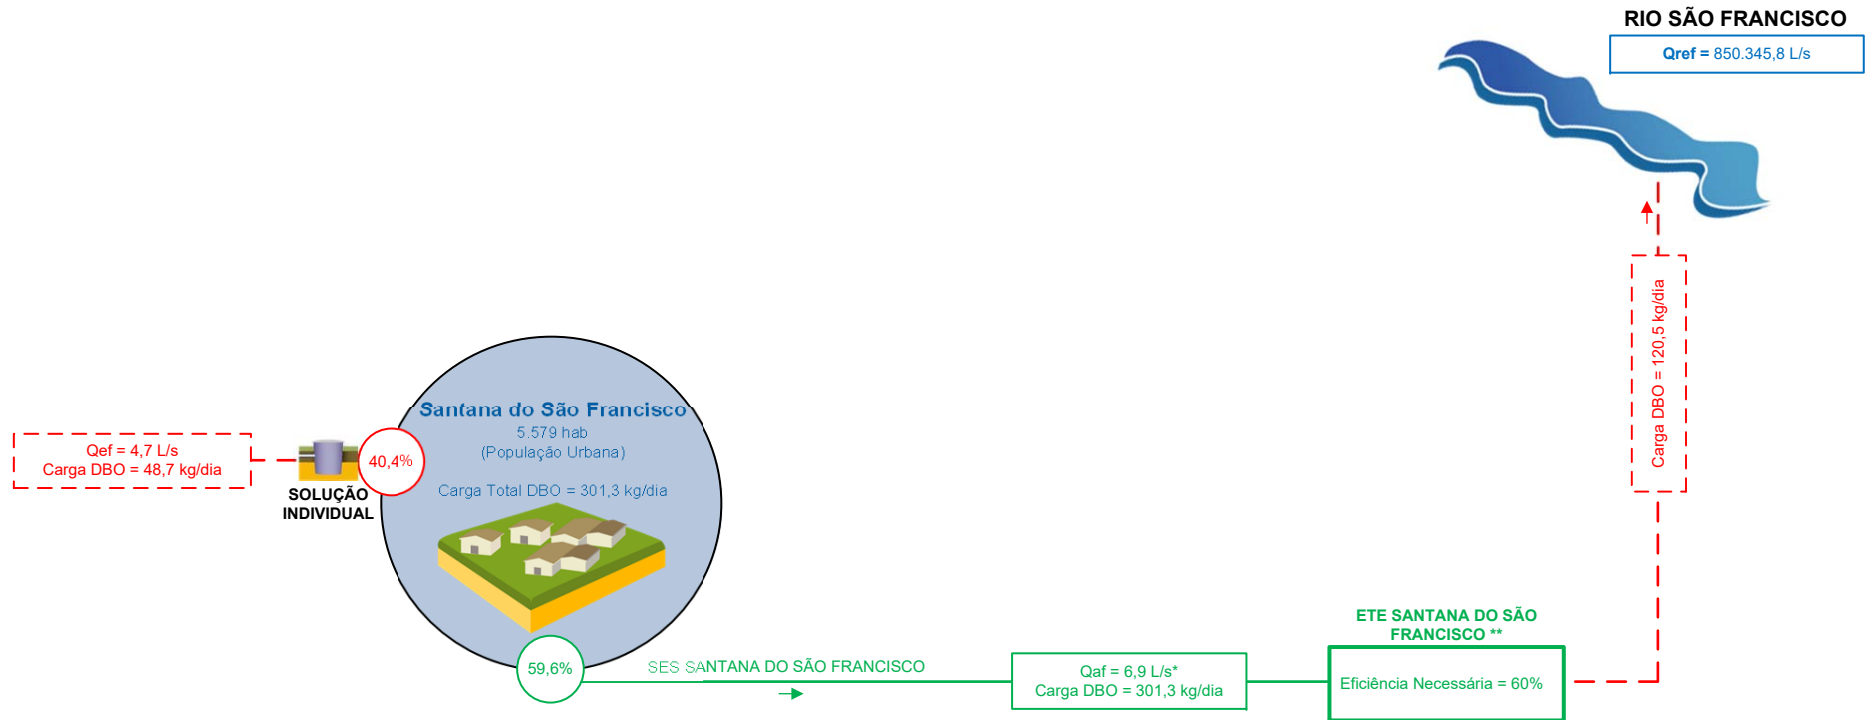 RIO SÃO FRANCISCO
Qref = 850.345,8 L/s
Carga DBO = 120,5 kg/dia
Santana do São Francisco
5.579 hab
(População Urbana)
Carga Total DBO = 301,3 kg/dia
Qef = 4,7 L/s
Carga DBO = 48,7 kg/dia
40,4%
SOLUÇÃO
INDIVIDUAL
59,6%
SES SANTANA DO SÃO FRANCISCO
Qaf = 6,9 L/s*
Carga DBO = 301,3 kg/dia
ETE SANTANA DO SÃO
FRANCISCO **
Eficiência Necessária = 60%